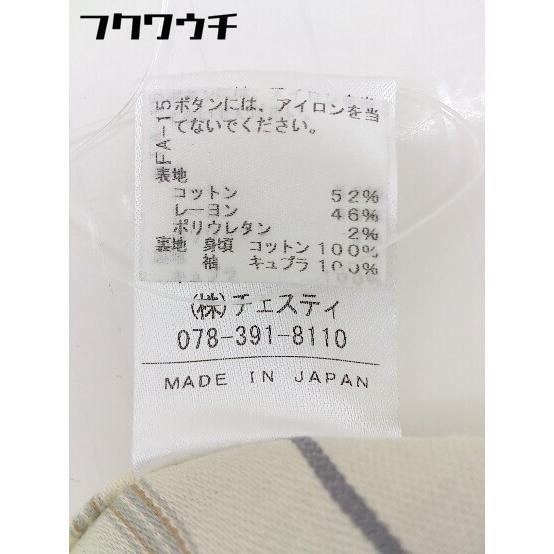 フクワウチ
FA-15
ボタンには、アイロンを当
てないでください。
表地
コットン 52%
レーヨン 46%
ポリウレタン 2%
裏地 身頃 コットン 100%
袖 キュプラ 100%
(株)チェスティ
078-391-8110
MADE IN JAPAN